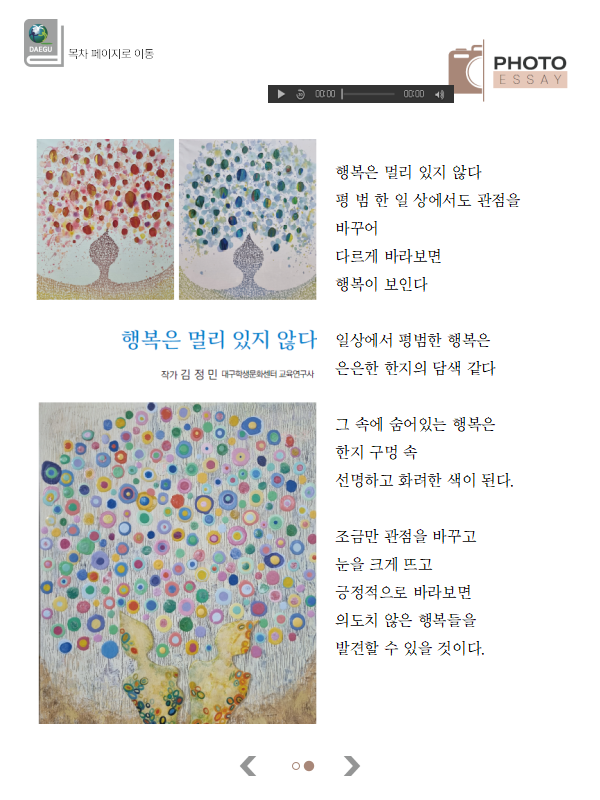 DAEGU
목차 페이지로 이동
PHOTO
ESSAY
00:00
00:00
행복은 멀리 있지 않다
평 범 한 일 상에서도 관점을
바꾸어
다르게 바라보면
행복이 보인다
행복은 멀리 있지 않다
작가 김 정 민 대구학생문화센터 교육연구사
일상에서 평범한 행복은
은은한 한지의 담색 같다
그 속에 숨어있는 행복은
한지 구멍 속
선명하고 화려한 색이 된다.
조금만 관점을 바꾸고
눈을 크게 뜨고
긍정적으로 바라보면
의도치 않은 행복들을
발견할 수 있을 것이다.